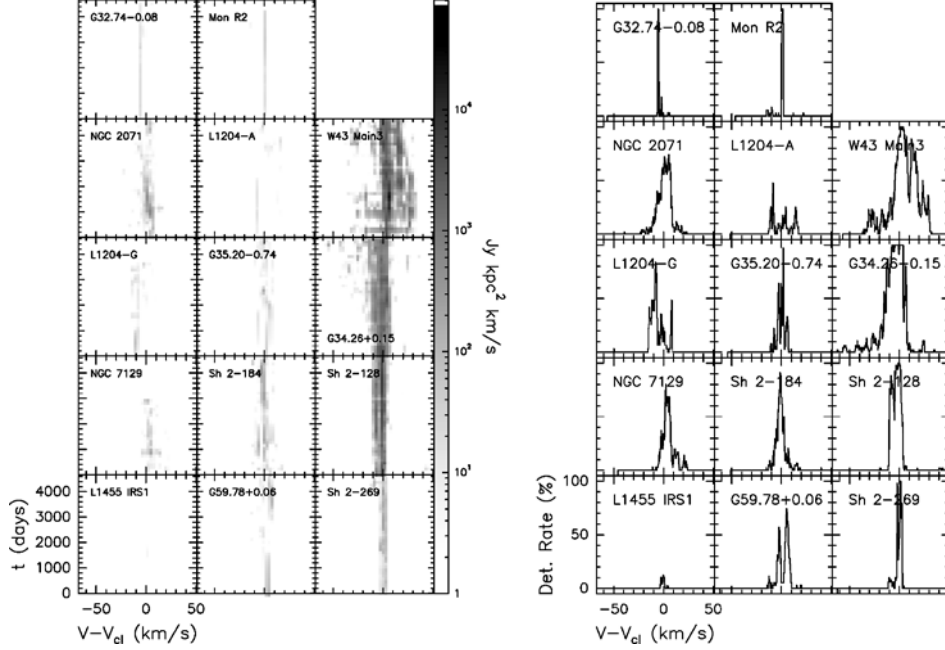 G32.74-0.08 Mon R2
NGC 2071 L1204-A W43 Main3
L1204-G G35.20-0.74
G34.26+0.15
NGC 7129 Sh 2-184 Sh 2-128
L1455 IRS1 G59.78+0.06 Sh 2-269
t (days)
4000
3000
2000
1000
0
-50 0 50
V-Vcl (km/s)
10^4
10^3
10^2
10^1
1
Jy kpc^2 km/s
G32.74-0.08 Mon R2
NGC 2071 L1204-A W43 Main3
L1204-G G35.20-0.74 G34.26-0.15
NGC 7129 Sh 2-184 Sh 2-128
L1455 IRS1 G59.78+0.06 Sh 2-269
Det. Rate (%)
100
50
0
-50 0 50
V-Vcl (km/s)